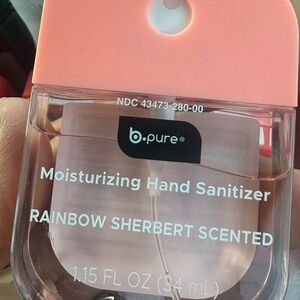 NDC 43473-280-00
b.pure®
Moisturizing Hand Sanitizer
RAINBOW SHERBERT SCENTED
1.15 FL OZ (34 mL)